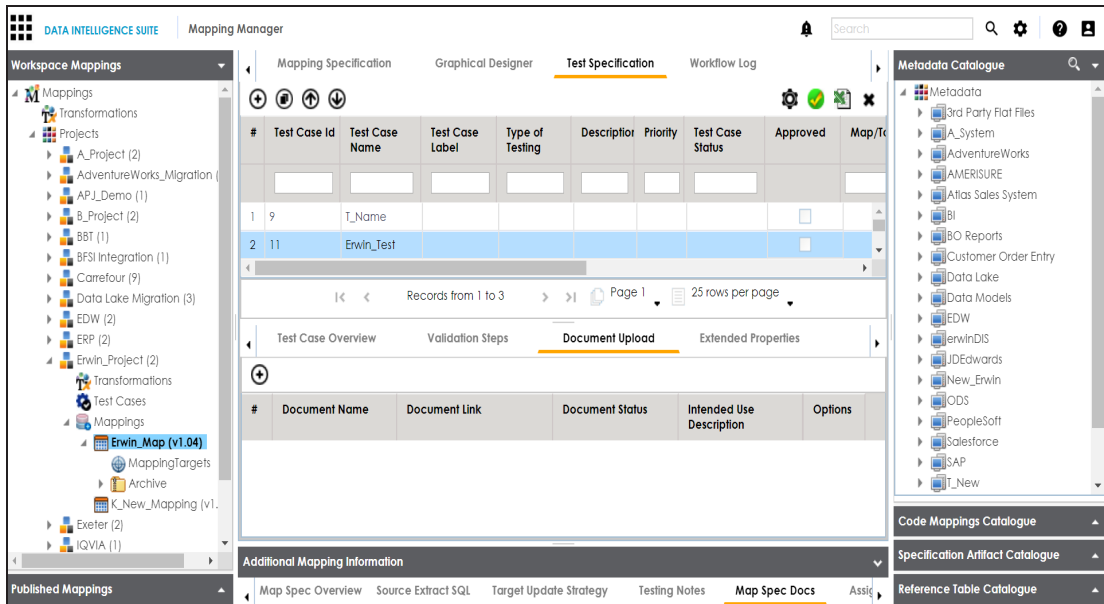 DATA INTELLIGENCE SUITE
Mapping Manager
Search
Workspace Mappings
Mappings
Transformations
Projects
A_Project (2)
AdventureWorks_Migration (
APJ_Demo (1)
B_Project (2)
BBT (1)
BFSI Integration (1)
Carrefour (9)
Data Lake Migration (3)
EDW (2)
ERP (2)
Erwin_Project (2)
Transformations
Test Cases
Mappings
Erwin_Map (v1.04)
MappingTargets
Archive
K_New_Mapping (v1.
Exeter (2)
IQVIA (1)
Published Mappings
Mapping Specification
Graphical Designer
Test Specification
Workflow Log
# Test Case Id Test Case Name Test Case Label Type of Testing Description Priority Test Case Status Approved Map/Ta
1 9 T_Name
2 11 Erwin_Test
Records from 1 to 3 Page 1 25 rows per page
Test Case Overview
Validation Steps
Document Upload
Extended Properties
# Document Name Document Link Document Status Intended Use Description Options
Additional Mapping Information
Map Spec Overview
Source Extract SQL
Target Update Strategy
Testing Notes
Map Spec Docs
Assig
Metadata Catalogue
Metadata
3rd Party Flat Files
A_System
AdventureWorks
AMERISURE
Atlas Sales System
BI
BO Reports
Customer Order Entry
Data Lake
Data Models
EDW
erwinDIS
JDEdwards
New_Erwin
ODS
PeopleSoft
Salesforce
SAP
T_New
Code Mappings Catalogue
Specification Artifact Catalogue
Reference Table Catalogue